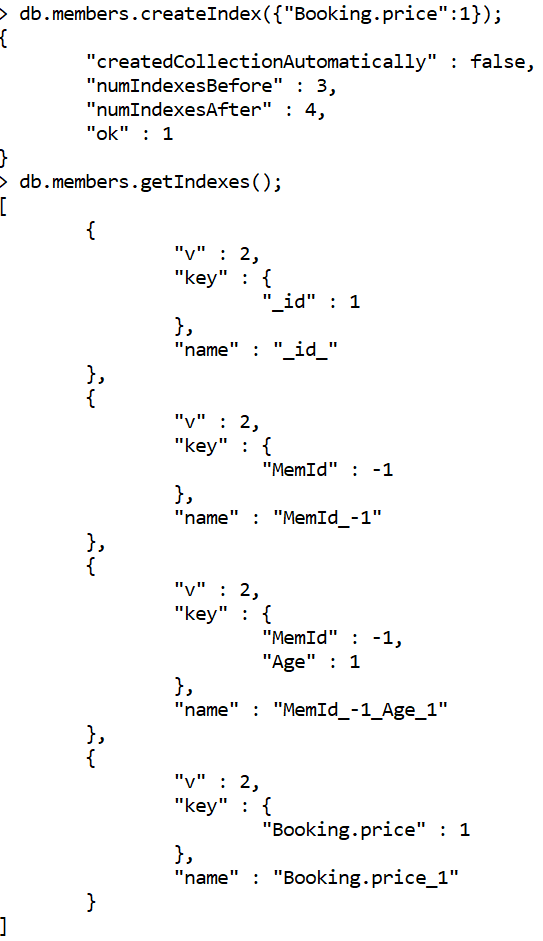 > db.members.createIndex({"Booking.price":1});
{
        "createdCollectionAutomatically" : false,
        "numIndexesBefore" : 3,
        "numIndexesAfter" : 4,
        "ok" : 1
}
> db.members.getIndexes();
[
        {
                "v" : 2,
                "key" : {
                        "_id" : 1
                },
                "name" : "_id_"
        },
        {
                "v" : 2,
                "key" : {
                        "MemId" : -1
                },
                "name" : "MemId_-1"
        },
        {
                "v" : 2,
                "key" : {
                        "MemId" : -1,
                        "Age" : 1
                },
                "name" : "MemId_-1_Age_1"
        },
        {
                "v" : 2,
                "key" : {
                        "Booking.price" : 1
                },
                "name" : "Booking.price_1"
        }
]